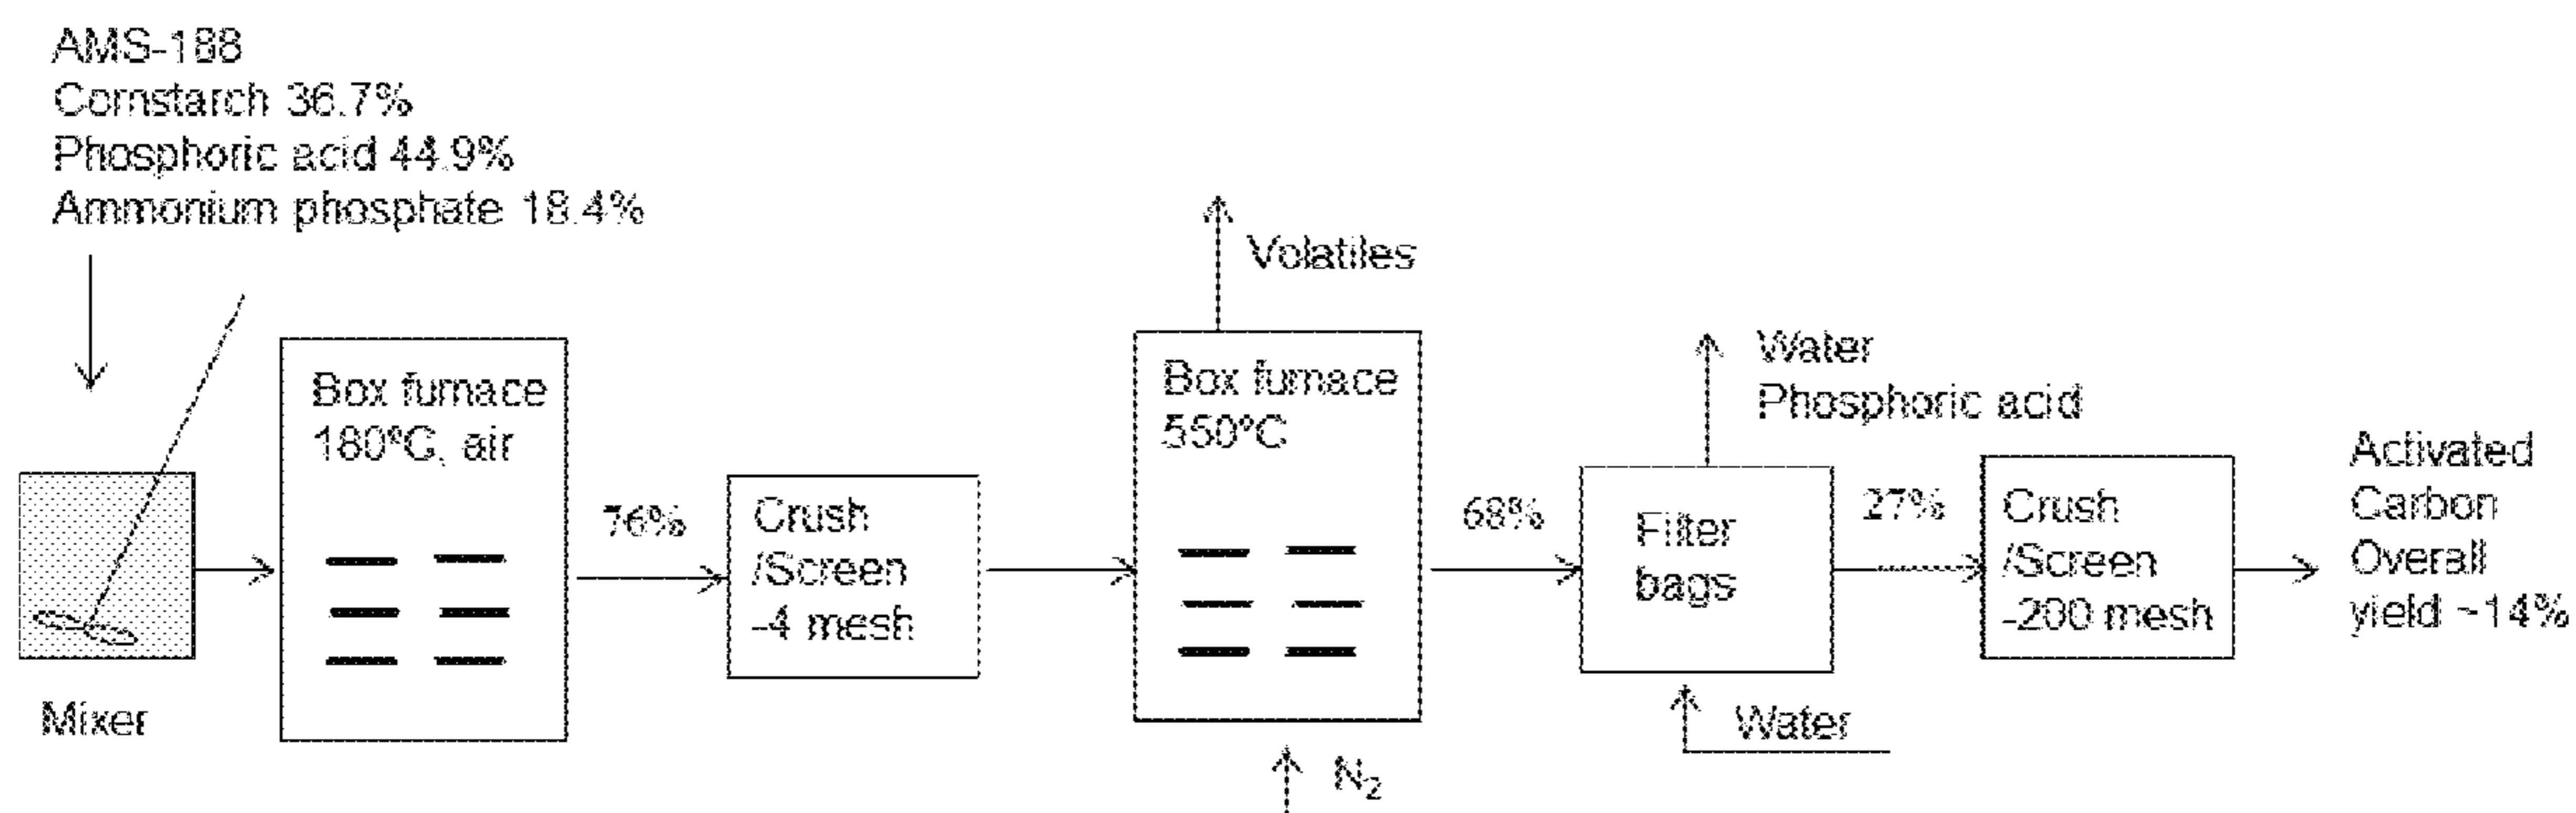 AMS-188
Cornstarch 36.7%
Phosphoric acid 44.9%
Ammonium phosphate 18.4%
Mixer
Box furnace
180°C, air
76%
Crush
/Screen
-4 mesh
Volatiles
Box furnace
550°C
N2
68%
Water
Phosphoric acid
Filter
bags
Water
27%
Crush
/Screen
-200 mesh
Activated
Carbon
Overall
yield ~14%